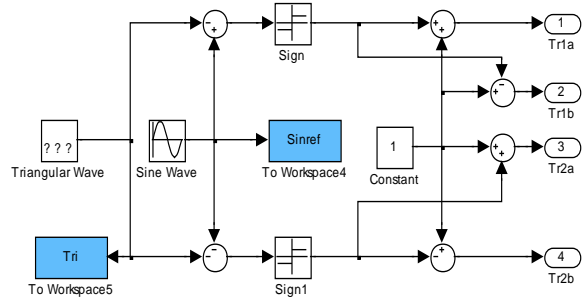 1
Sign
Tr1a
2
Tr1b
? ? ?
Sinref
1
3
Triangular Wave
Sine Wave
To Workspace4
Constant
Tr2a
Tri
4
To Workspace5
Sign1
Tr2b